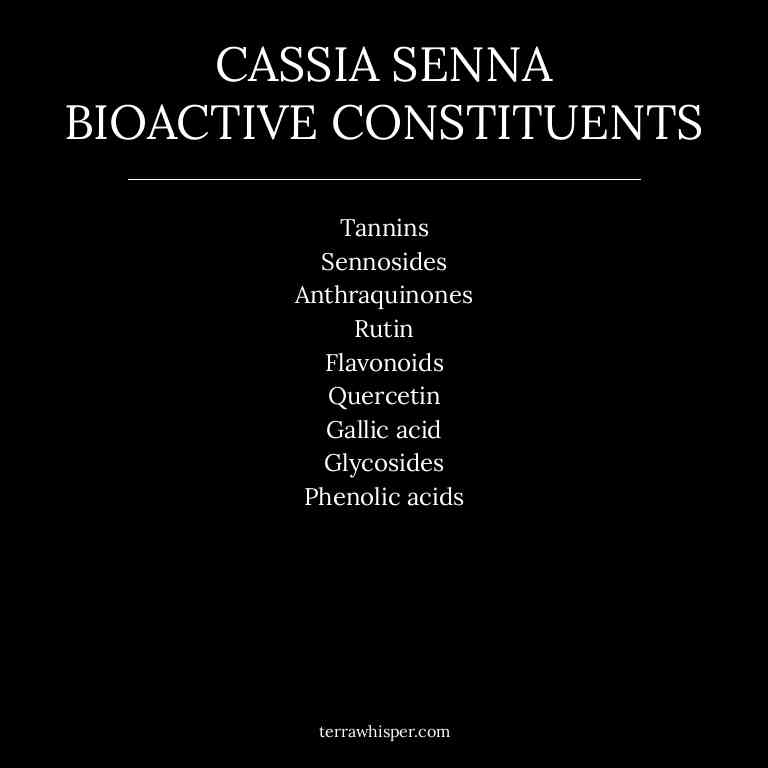 CASSIA SENNA
BIOACTIVE CONSTITUENTS
Tannins
Sennosides
Anthraquinones
Rutin
Flavonoids
Quercetin
Gallic acid
Glycosides
Phenolic acids
terrawhisper.com